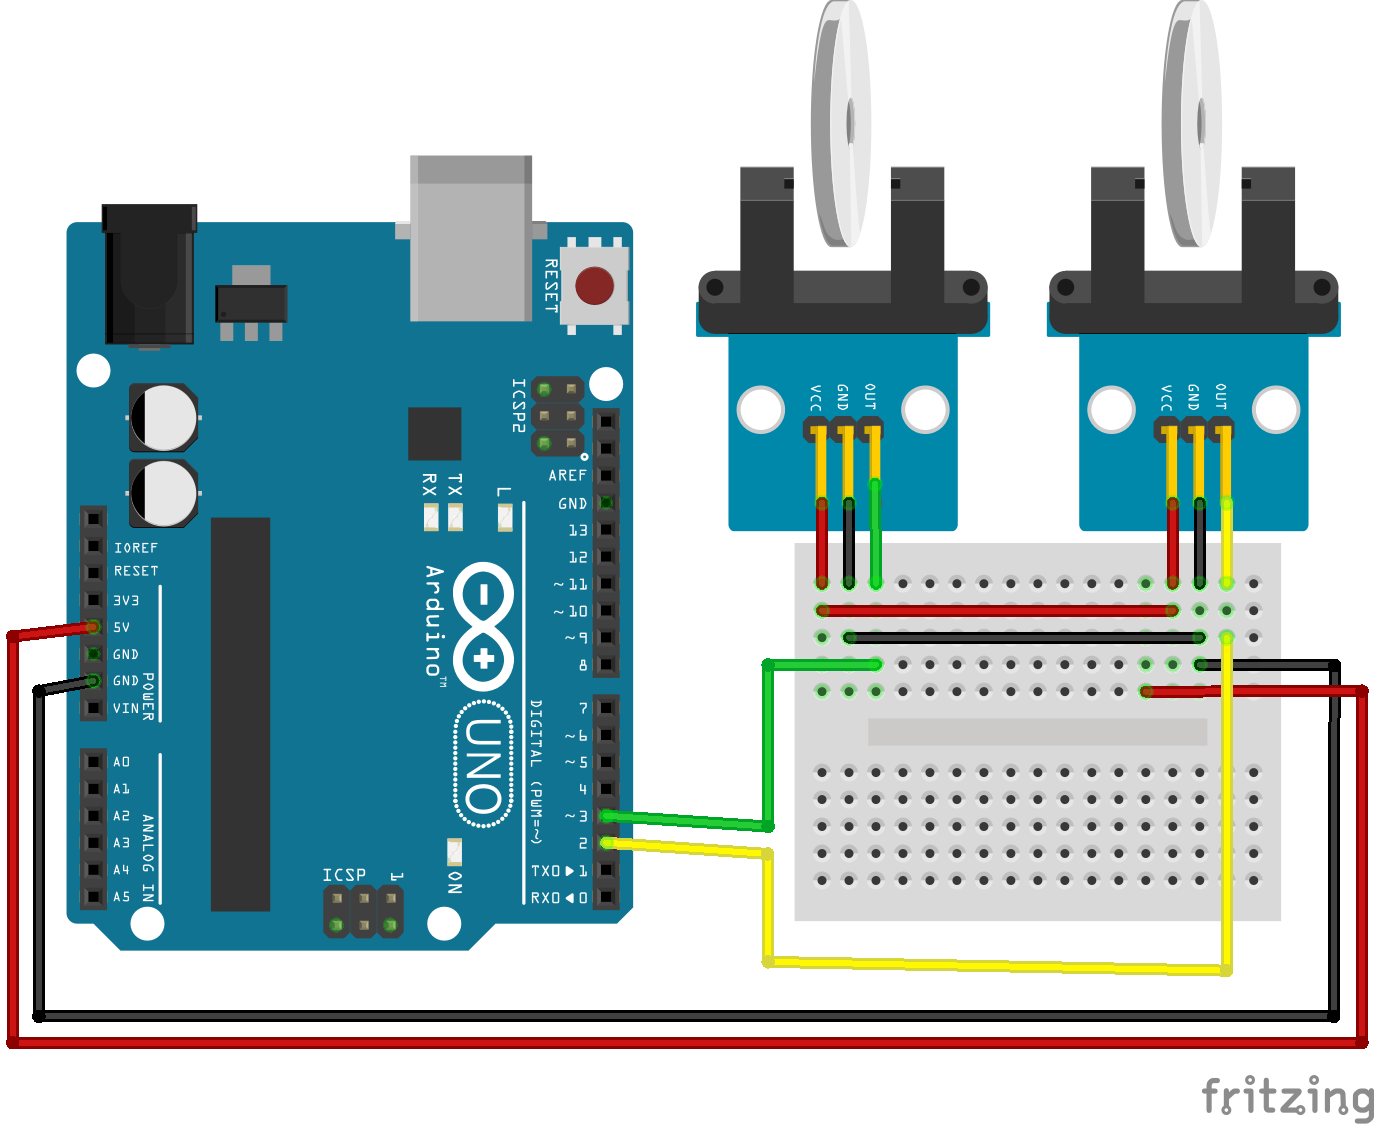 RESET
ICSP2
AREF
GND
13
12
~11
~10
~9
8
7
~6
~5
4
~3
2
TX0▶1
RX0◀0
DIGITAL (PWM=~)
RX
TX
L
Arduino™
UNO
ON
ICSP
1
IOREF
RESET
3V3
5V
GND
GND
VIN
POWER
A0
A1
A2
A3
A4
A5
ANALOG IN
VCC
GND
OUT
VCC
GND
OUT
fritzing